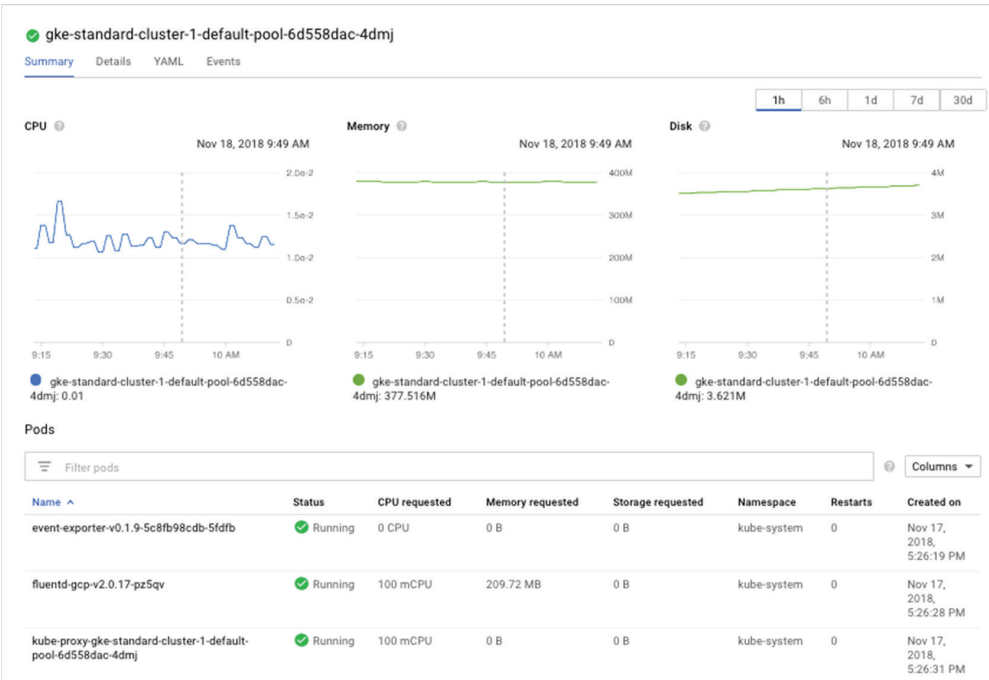 gke-standard-cluster-1-default-pool-6d558dac-4dmj
Summary Details YAML Events
1h 6h 1d 7d 30d
CPU Memory Disk
Nov 18, 2018 9:49 AM Nov 18, 2018 9:49 AM Nov 18, 2018 9:49 AM
2.0e-2 400M 4M
1.5e-2 300M 3M
1.0e-2 200M 2M
0.5e-2 100M 1M
0 0 0
9:15 9:30 9:45 10 AM 9:15 9:30 9:45 10 AM 9:15 9:30 9:45 10 AM
gke-standard-cluster-1-default-pool-6d558dac- gke-standard-cluster-1-default-pool-6d558dac- gke-standard-cluster-1-default-pool-6d558dac-
4dmj: 0.01 4dmj: 377.516M 4dmj: 3.621M
Pods
Filter pods Columns
Name Status CPU requested Memory requested Storage requested Namespace Restarts Created on
event-exporter-v0.1.9-5c8fb98cdb-5fdfb Running 0 CPU 0 B 0 B kube-system 0 Nov 17,
2018,
5:26:19 PM
fluentd-gcp-v2.0.17-pz5qv Running 100 mCPU 209.72 MB 0 B kube-system 0 Nov 17,
2018,
5:26:28 PM
kube-proxy-gke-standard-cluster-1-default- Running 100 mCPU 0 B 0 B kube-system 0 Nov 17,
pool-6d558dac-4dmj 2018,
5:26:31 PM